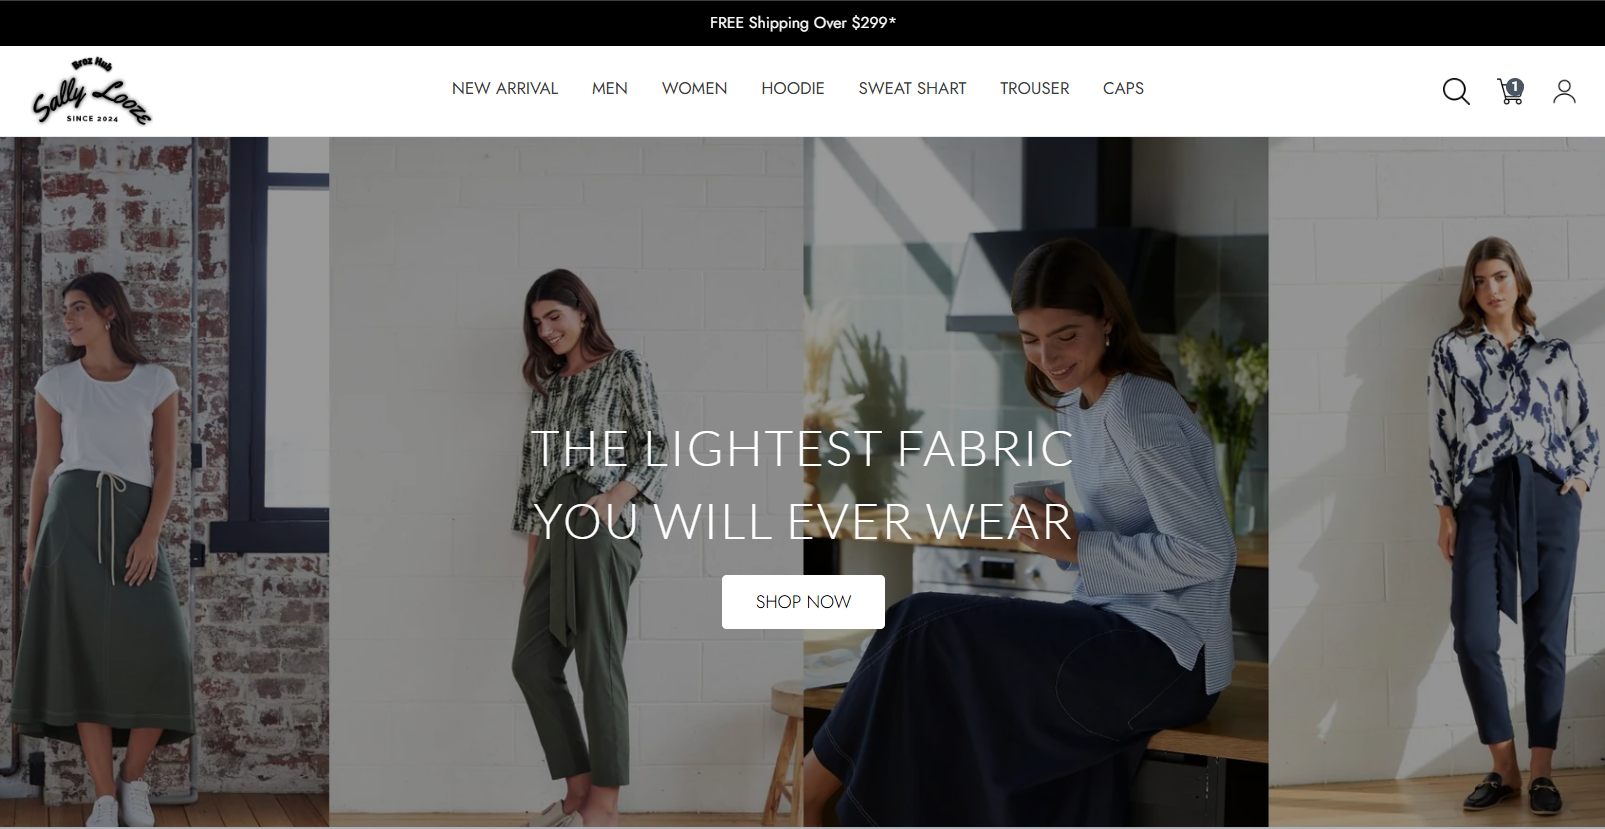 FREE Shipping Over $299*
Broz Hub
Sally Looze
SINCE 2024
NEW ARRIVAL MEN WOMEN HOODIE SWEAT SHART TROUSER CAPS
1
THE LIGHTEST FABRIC
YOU WILL EVER WEAR
SHOP NOW